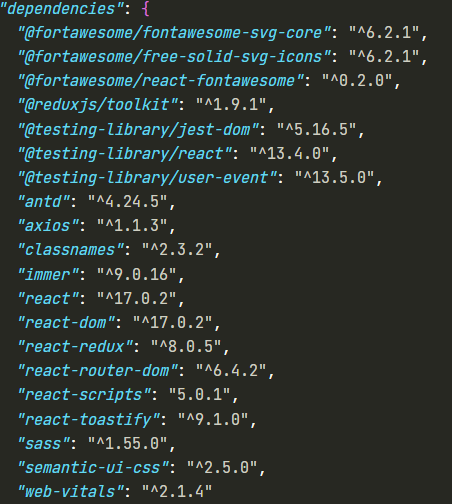 "dependencies": {
"@fortawesome/fontawesome-svg-core": "^6.2.1",
"@fortawesome/free-solid-svg-icons": "^6.2.1",
"@fortawesome/react-fontawesome": "^0.2.0",
"@reduxjs/toolkit": "^1.9.1",
"@testing-library/jest-dom": "^5.16.5",
"@testing-library/react": "^13.4.0",
"@testing-library/user-event": "^13.5.0",
"antd": "^4.24.5",
"axios": "^1.1.3",
"classnames": "^2.3.2",
"immer": "^9.0.16",
"react": "^17.0.2",
"react-dom": "^17.0.2",
"react-redux": "^8.0.5",
"react-router-dom": "^6.4.2",
"react-scripts": "5.0.1",
"react-toastify": "^9.1.0",
"sass": "^1.55.0",
"semantic-ui-css": "^2.5.0",
"web-vitals": "^2.1.4"